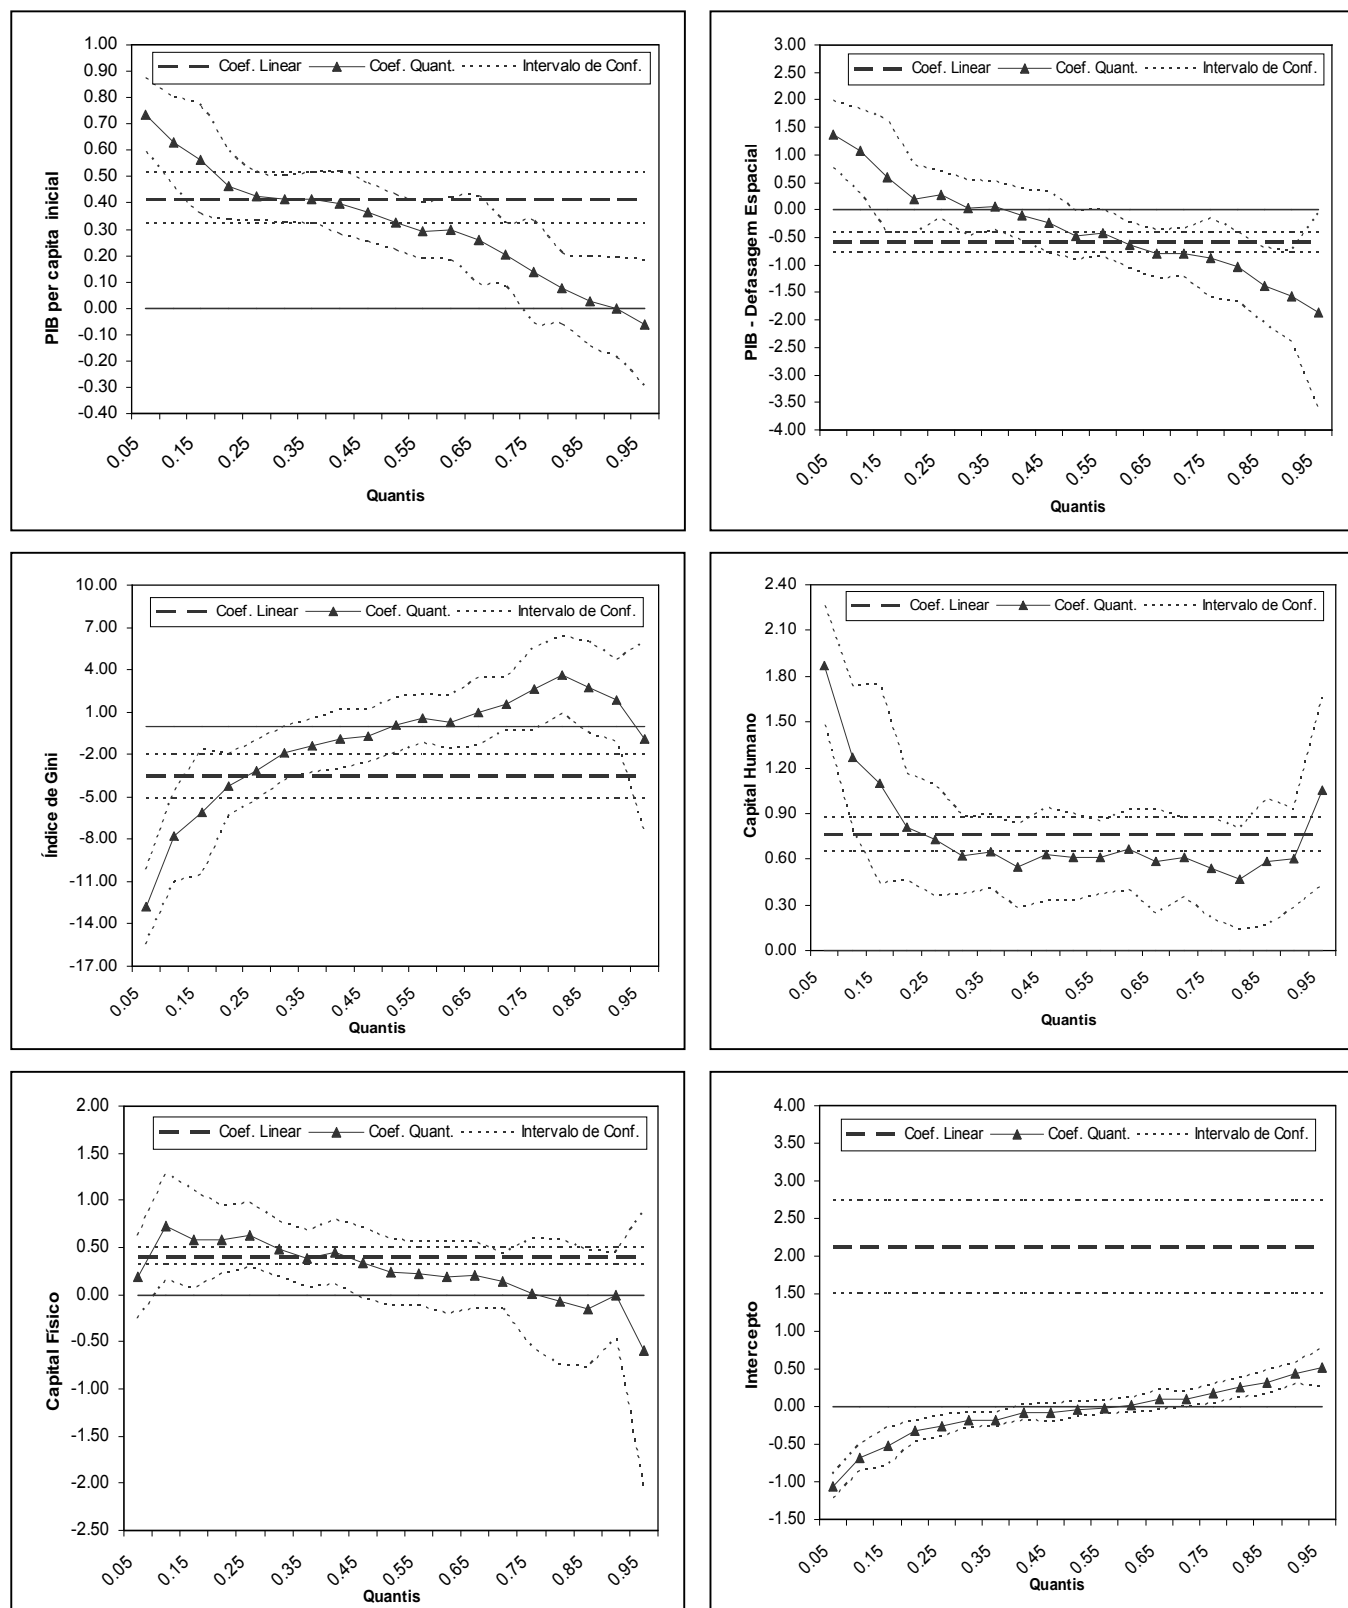 1.00
0.90
0.80
0.70
0.60
0.50
0.40
0.30
0.20
0.10
0.00
-0.10
-0.20
-0.30
-0.40
PIB per capita inicial
Coef. Linear Coef. Quant. Intervalo de Conf.
0.05 0.15 0.25 0.35 0.45 0.55 0.65 0.75 0.85 0.95
Quantis
3.00
2.50
2.00
1.50
1.00
0.50
0.00
-0.50
-1.00
-1.50
-2.00
-2.50
-3.00
-3.50
-4.00
PIB - Defasagem Espacial
Coef. Linear Coef. Quant. Intervalo de Conf.
0.05 0.15 0.25 0.35 0.45 0.55 0.65 0.75 0.85 0.95
Quantis
10.00
7.00
4.00
1.00
-2.00
-5.00
-8.00
-11.00
-14.00
-17.00
Índice de Gini
Coef. Linear Coef. Quant. Intervalo de Conf.
0.05 0.15 0.25 0.35 0.45 0.55 0.65 0.75 0.85 0.95
Quantis
2.40
2.10
1.80
1.50
1.20
0.90
0.60
0.30
0.00
Capital Humano
Coef. Linear Coef. Quant. Intervalo de Conf.
0.05 0.15 0.25 0.35 0.45 0.55 0.65 0.75 0.85 0.95
Quantis
2.00
1.50
1.00
0.50
0.00
-0.50
-1.00
-1.50
-2.00
-2.50
Capital Físico
Coef. Linear Coef. Quant. Intervalo de Conf.
0.05 0.15 0.25 0.35 0.45 0.55 0.65 0.75 0.85 0.95
Quantis
4.00
3.50
3.00
2.50
2.00
1.50
1.00
0.50
0.00
-0.50
-1.00
-1.50
Intercepto
Coef. Linear Coef. Quant. Intervalo de Conf.
0.05 0.15 0.25 0.35 0.45 0.55 0.65 0.75 0.85 0.95
Quantis